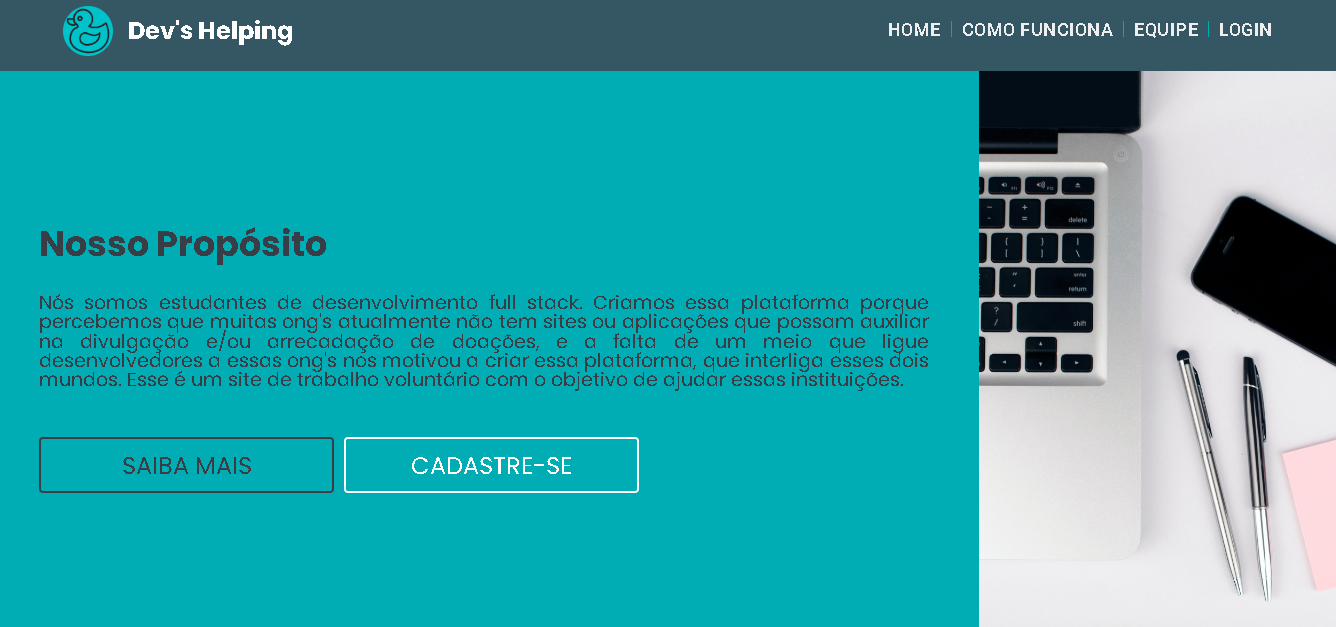 Dev's Helping
HOME | COMO FUNCIONA | EQUIPE | LOGIN
Nosso Propósito
Nós somos estudantes de desenvolvimento full stack. Criamos essa plataforma porque
percebemos que muitas ong's atualmente não tem sites ou aplicações que possam auxiliar
na divulgação e/ou arrecadação de doações, e a falta de um meio que ligue
desenvolvedores a essas ong's nos motivou a criar essa plataforma, que interliga esses dois
mundos. Esse é um site de trabalho voluntário com o objetivo de ajudar essas instituições.
SAIBA MAIS
CADASTRE-SE
delete
enter
return
shift